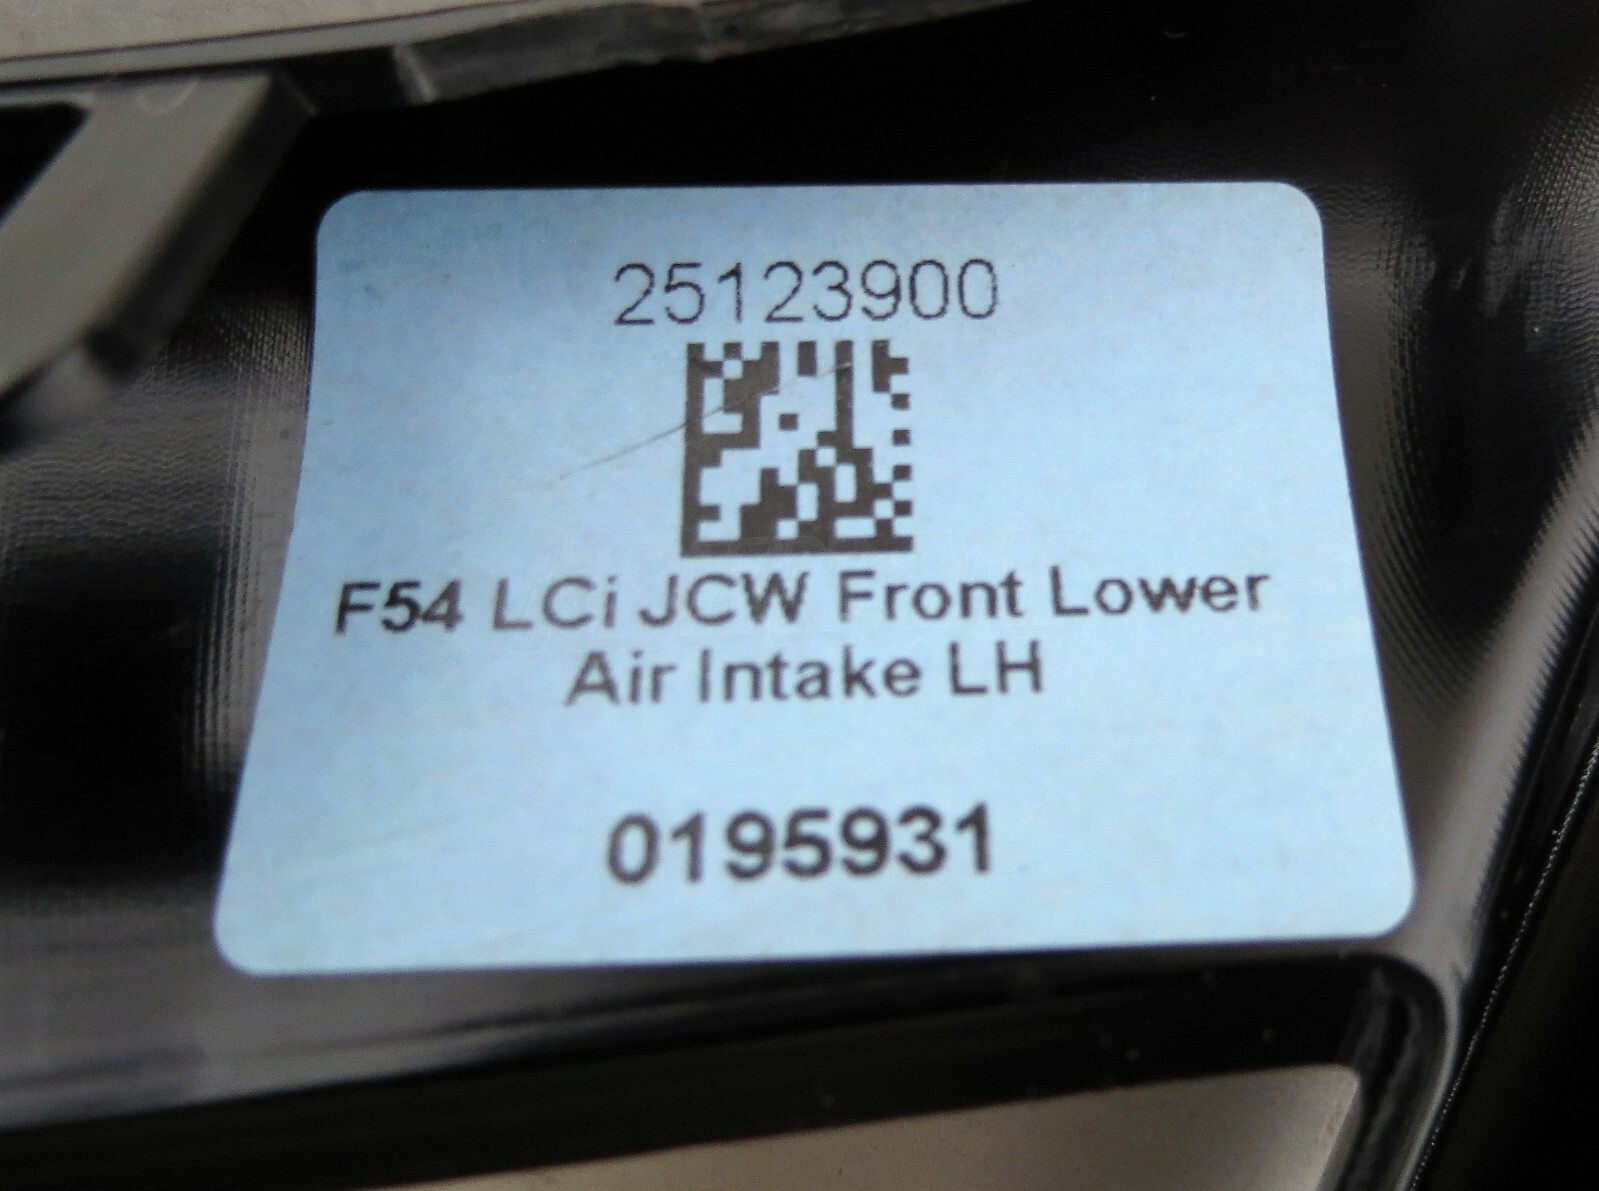 25123900
F54 LCi JCW Front Lower
Air Intake LH
0195931